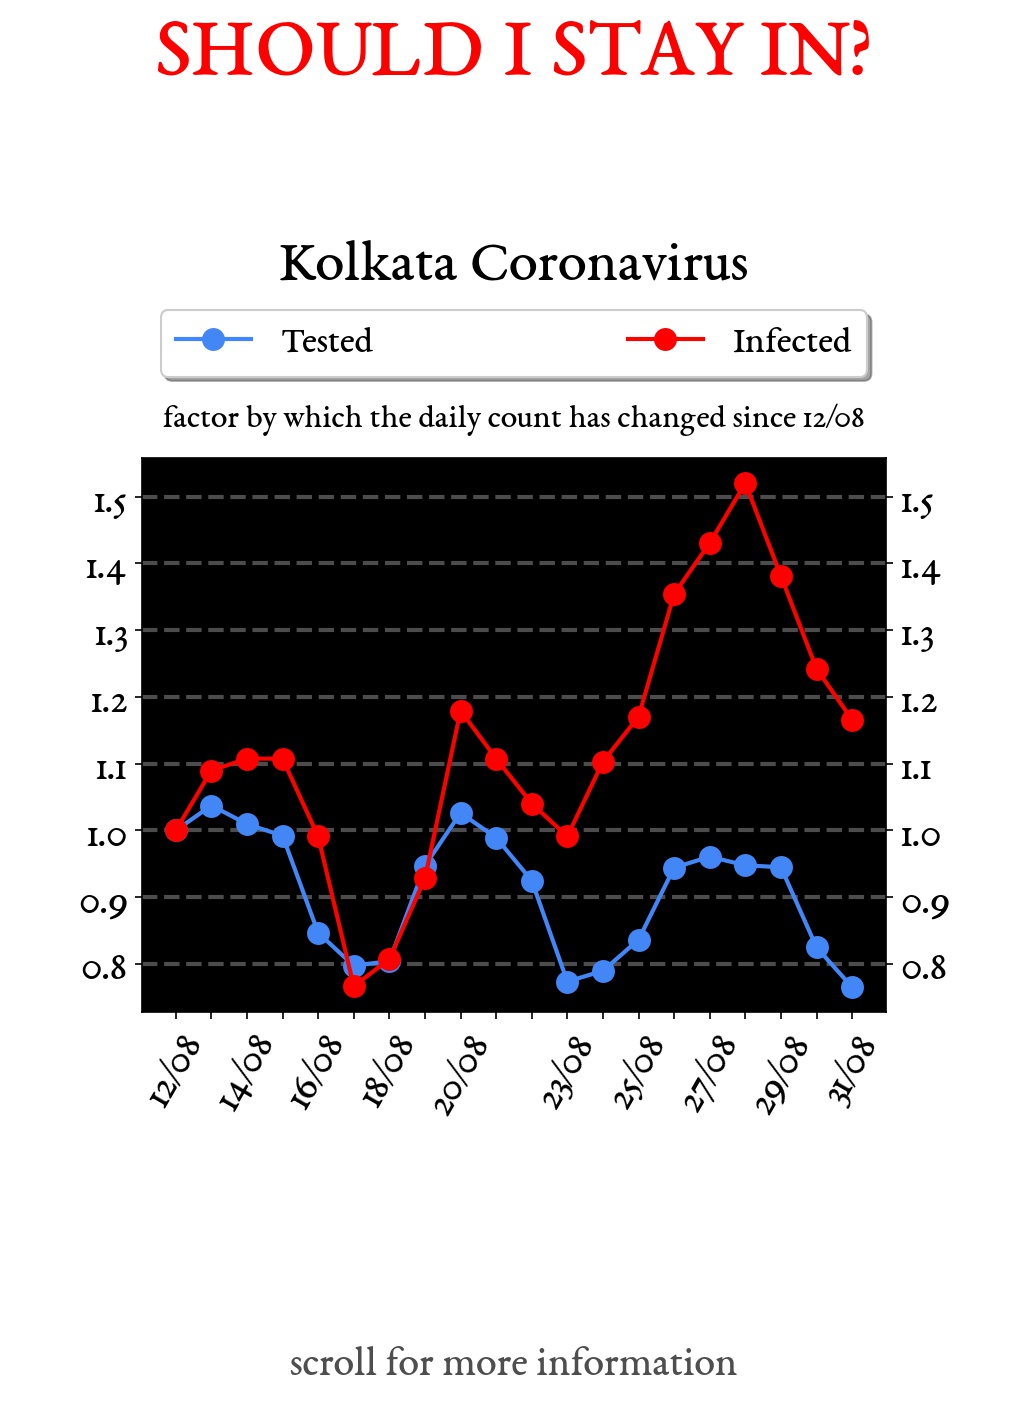 SHOULD I STAY IN?
Kolkata Coronavirus
Tested Infected
factor by which the daily count has changed since 12/08
1.5 1.5
1.4 1.4
1.3 1.3
1.2 1.2
1.1 1.1
1.0 1.0
0.9 0.9
0.8 0.8
12/08 14/08 16/08 18/08 20/08 23/08 25/08 27/08 29/08 31/08
scroll for more information